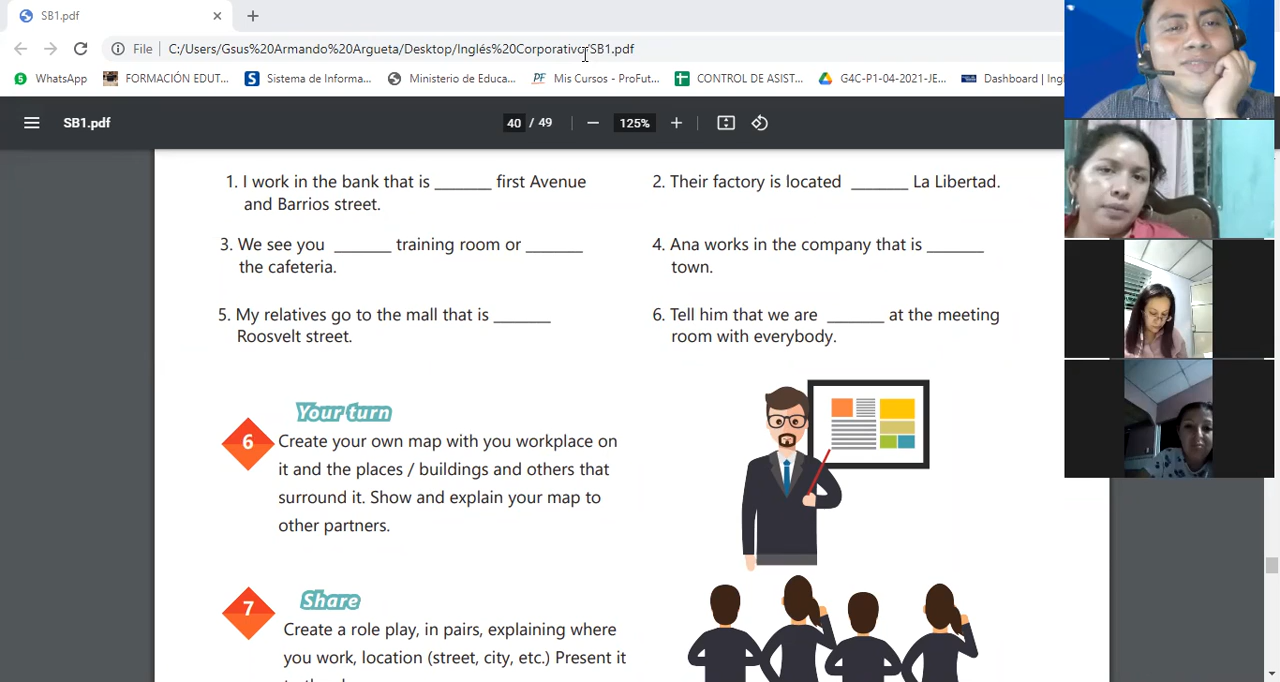 SB1.pdf
File
C:/Users/Gsus%20Armando%20Argueta/Desktop/Inglés%20Corporativo/SB1.pdf
WhatsApp
FORMACIÓN EDUT...
Sistema de Informa...
Ministerio de Educa...
Mis Cursos - ProFut...
CONTROL DE ASIST...
G4C-P1-04-2021-JE...
Dashboard | Ingl
SB1.pdf
40 / 49
125%
1. I work in the bank that is _______ first Avenue
and Barrios street.
2. Their factory is located _______ La Libertad.
3. We see you _______ training room or _______
the cafeteria.
4. Ana works in the company that is _______
town.
5. My relatives go to the mall that is _______
Roosvelt street.
6. Tell him that we are _______ at the meeting
room with everybody.
6
Your turn
Create your own map with you workplace on
it and the places / buildings and others that
surround it. Show and explain your map to
other partners.
7
Share
Create a role play, in pairs, explaining where
you work, location (street, city, etc.) Present it